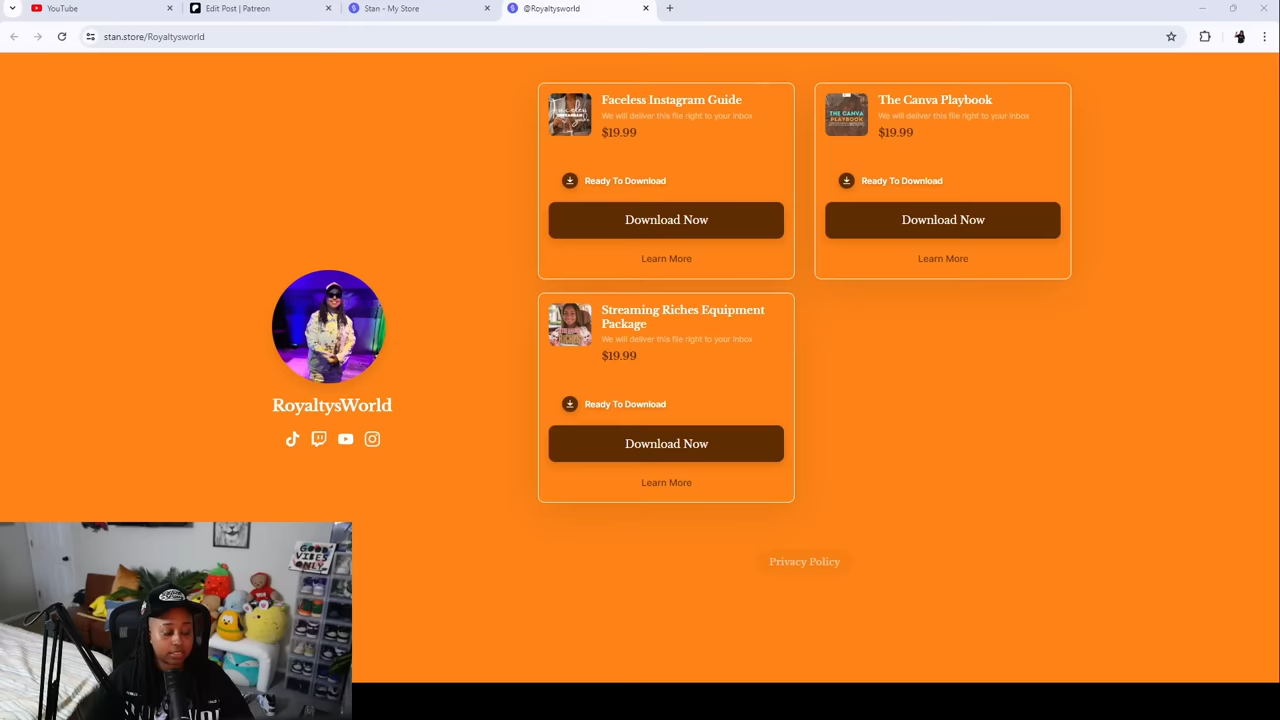 YouTube
Edit Post | Patreon
Stan - My Store
@Royaltysworld
stan.store/Royaltysworld
Faceless Instagram Guide
We will deliver this file right to your inbox
$19.99
Ready To Download
Download Now
Learn More
THE CANVA
PLAYBOOK
The Canva Playbook
We will deliver this file right to your inbox
$19.99
Ready To Download
Download Now
Learn More
Streaming Riches Equipment
Package
We will deliver this file right to your inbox
$19.99
Ready To Download
Download Now
Learn More
RoyaltysWorld
Privacy Policy
GOOD
VIBES
ONLY